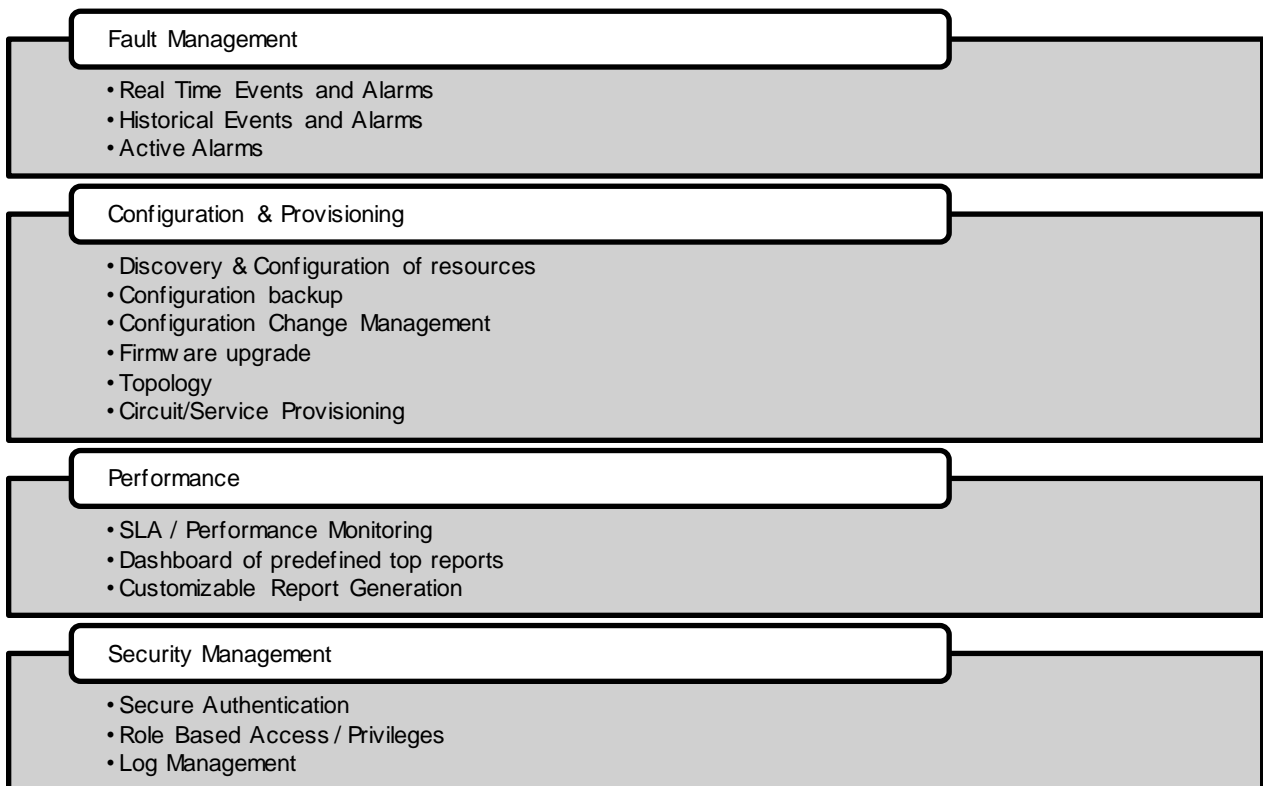 Fault Management
• Real Time Events and Alarms
• Historical Events and Alarms
• Active Alarms
Configuration & Provisioning
• Discovery & Configuration of resources
• Configuration backup
• Configuration Change Management
• Firmware upgrade
• Topology
• Circuit/Service Provisioning
Performance
• SLA / Performance Monitoring
• Dashboard of predefined top reports
• Customizable Report Generation
Security Management
• Secure Authentication
• Role Based Access / Privileges
• Log Management